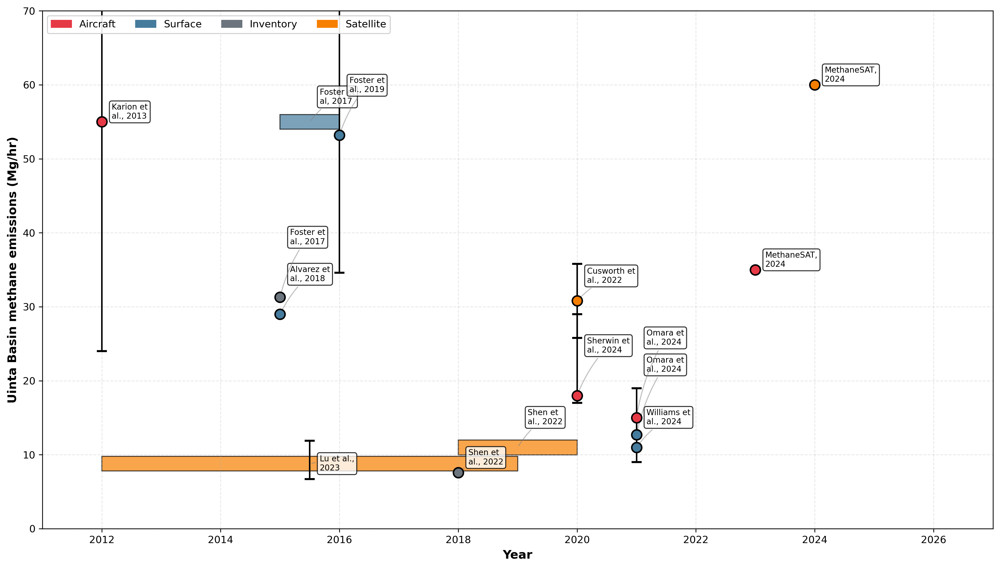 70
60
50
40
30
20
10
0
Uinta Basin methane emissions (Mg/hr)
Aircraft
Surface
Inventory
Satellite
Karion et
al., 2013
Foster et
al, 2017
Foster et
al., 2019
MethaneSAT,
2024
Foster et
al., 2017
Alvarez et
al., 2018
Cusworth et
al., 2022
MethaneSAT,
2024
Sherwin et
al., 2024
Omara et
al., 2024
Omara et
al., 2024
Williams et
al., 2024
Shen et
al., 2022
Shen et
al., 2022
Lu et al.,
2023
2012
2014
2016
2018
2020
2022
2024
2026
Year